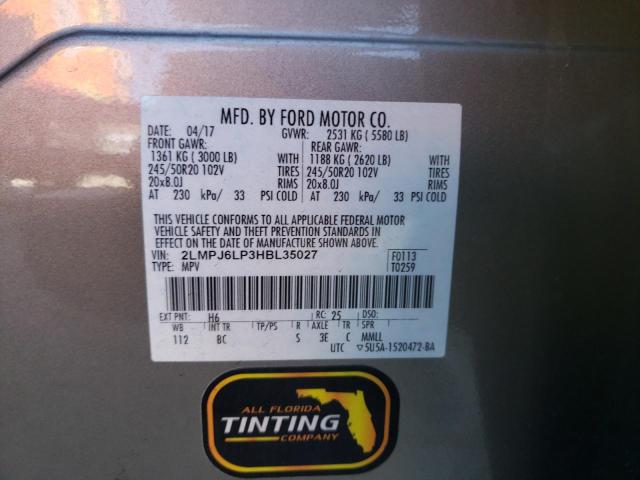 MFD. BY FORD MOTOR CO.
DATE: 04/17 GVWR: 2531 KG ( 5580 LB)
FRONT GAWR: REAR GAWR:
1361 KG ( 3000 LB) WITH 1188 KG ( 2620 LB) WITH
245/50R20 102V TIRES 245/50R20 102V TIRES
20x8.0J RIMS 20x8.0J RIMS
AT 230 kPa/ 33 PSI COLD AT 230 kPa/ 33 PSI COLD
THIS VEHICLE CONFORMS TO ALL APPLICABLE FEDERAL MOTOR
VEHICLE SAFETY AND THEFT PREVENTION STANDARDS IN
EFFECT ON THE DATE OF MANUFACTURE SHOWN ABOVE.
VIN: 2LMPJ6LP3HBL35027 F0113
TYPE: MPV T0259
EXT PNT: H6 RC: 25 DSO:
WB INT TR TP/PS R AXLE TR SPR
112 BC S 3E C MMLL
UTC ▽5U5A-1520472-BA
ALL FLORIDA
TINTING
COMPANY